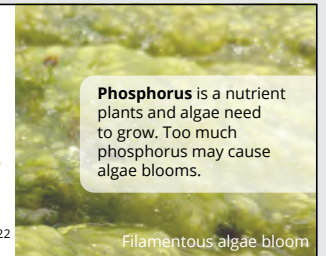 Phosphorus is a nutrient
plants and algae need
to grow. Too much
phosphorus may cause
algae blooms.
22
Filamentous algae bloom